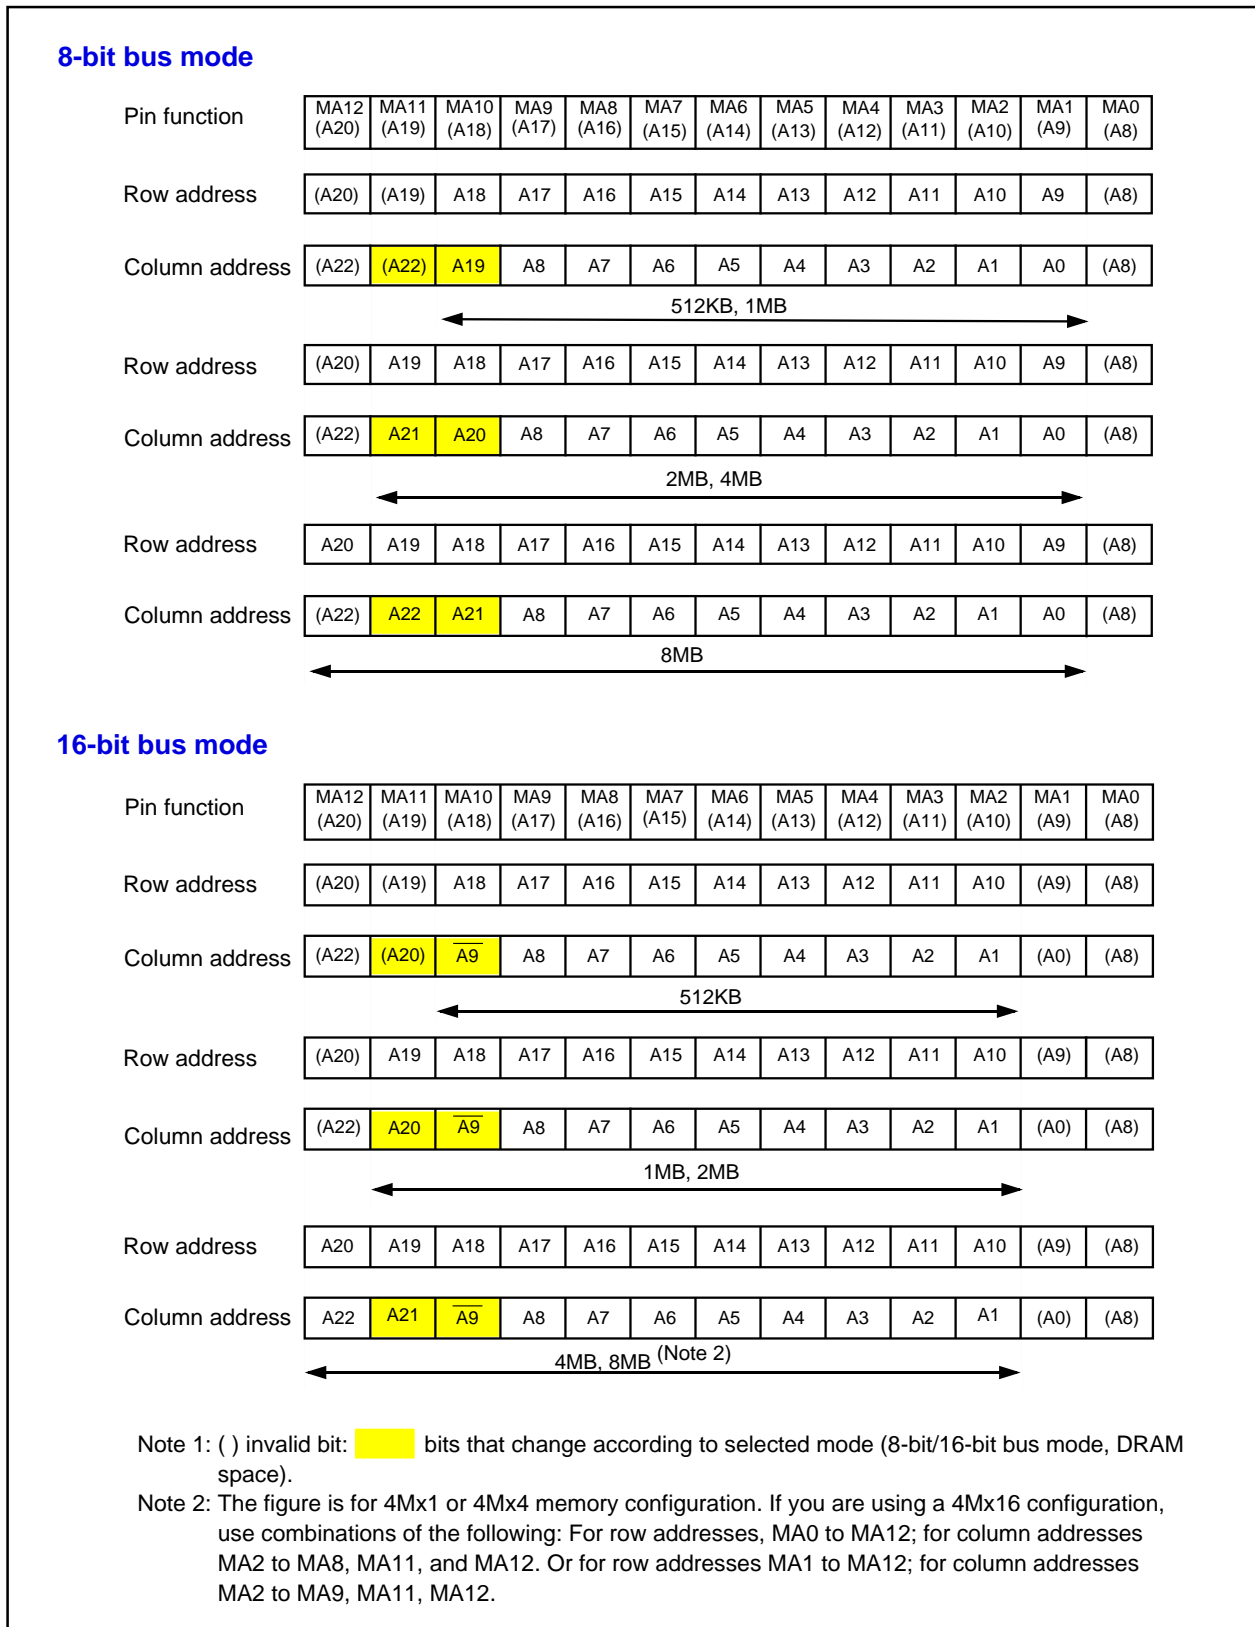 8-bit bus mode
Pin function MA12 MA11 MA10 MA9 MA8 MA7 MA6 MA5 MA4 MA3 MA2 MA1 MA0
(A20) (A19) (A18) (A17) (A16) (A15) (A14) (A13) (A12) (A11) (A10) (A9) (A8)
Row address (A20) (A19) A18 A17 A16 A15 A14 A13 A12 A11 A10 A9 (A8)
Column address (A22) (A22) A19 A8 A7 A6 A5 A4 A3 A2 A1 A0 (A8)
512KB, 1MB
Row address (A20) A19 A18 A17 A16 A15 A14 A13 A12 A11 A10 A9 (A8)
Column address (A22) A21 A20 A8 A7 A6 A5 A4 A3 A2 A1 A0 (A8)
2MB, 4MB
Row address A20 A19 A18 A17 A16 A15 A14 A13 A12 A11 A10 A9 (A8)
Column address (A22) A22 A21 A8 A7 A6 A5 A4 A3 A2 A1 A0 (A8)
8MB
16-bit bus mode
Pin function MA12 MA11 MA10 MA9 MA8 MA7 MA6 MA5 MA4 MA3 MA2 MA1 MA0
(A20) (A19) (A18) (A17) (A16) (A15) (A14) (A13) (A12) (A11) (A10) (A9) (A8)
Row address (A20) (A19) A18 A17 A16 A15 A14 A13 A12 A11 A10 (A9) (A8)
Column address (A22) (A20) A̅9̅ A8 A7 A6 A5 A4 A3 A2 A1 (A0) (A8)
512KB
Row address (A20) A19 A18 A17 A16 A15 A14 A13 A12 A11 A10 (A9) (A8)
Column address (A22) A20 A̅9̅ A8 A7 A6 A5 A4 A3 A2 A1 (A0) (A8)
1MB, 2MB
Row address A20 A19 A18 A17 A16 A15 A14 A13 A12 A11 A10 (A9) (A8)
Column address A22 A21 A̅9̅ A8 A7 A6 A5 A4 A3 A2 A1 (A0) (A8)
4MB, 8MB (Note 2)
Note 1: ( ) invalid bit: bits that change according to selected mode (8-bit/16-bit bus mode, DRAM
space).
Note 2: The figure is for 4Mx1 or 4Mx4 memory configuration. If you are using a 4Mx16 configuration,
use combinations of the following: For row addresses, MA0 to MA12; for column addresses
MA2 to MA8, MA11, and MA12. Or for row addresses MA1 to MA12; for column addresses
MA2 to MA9, MA11, MA12.